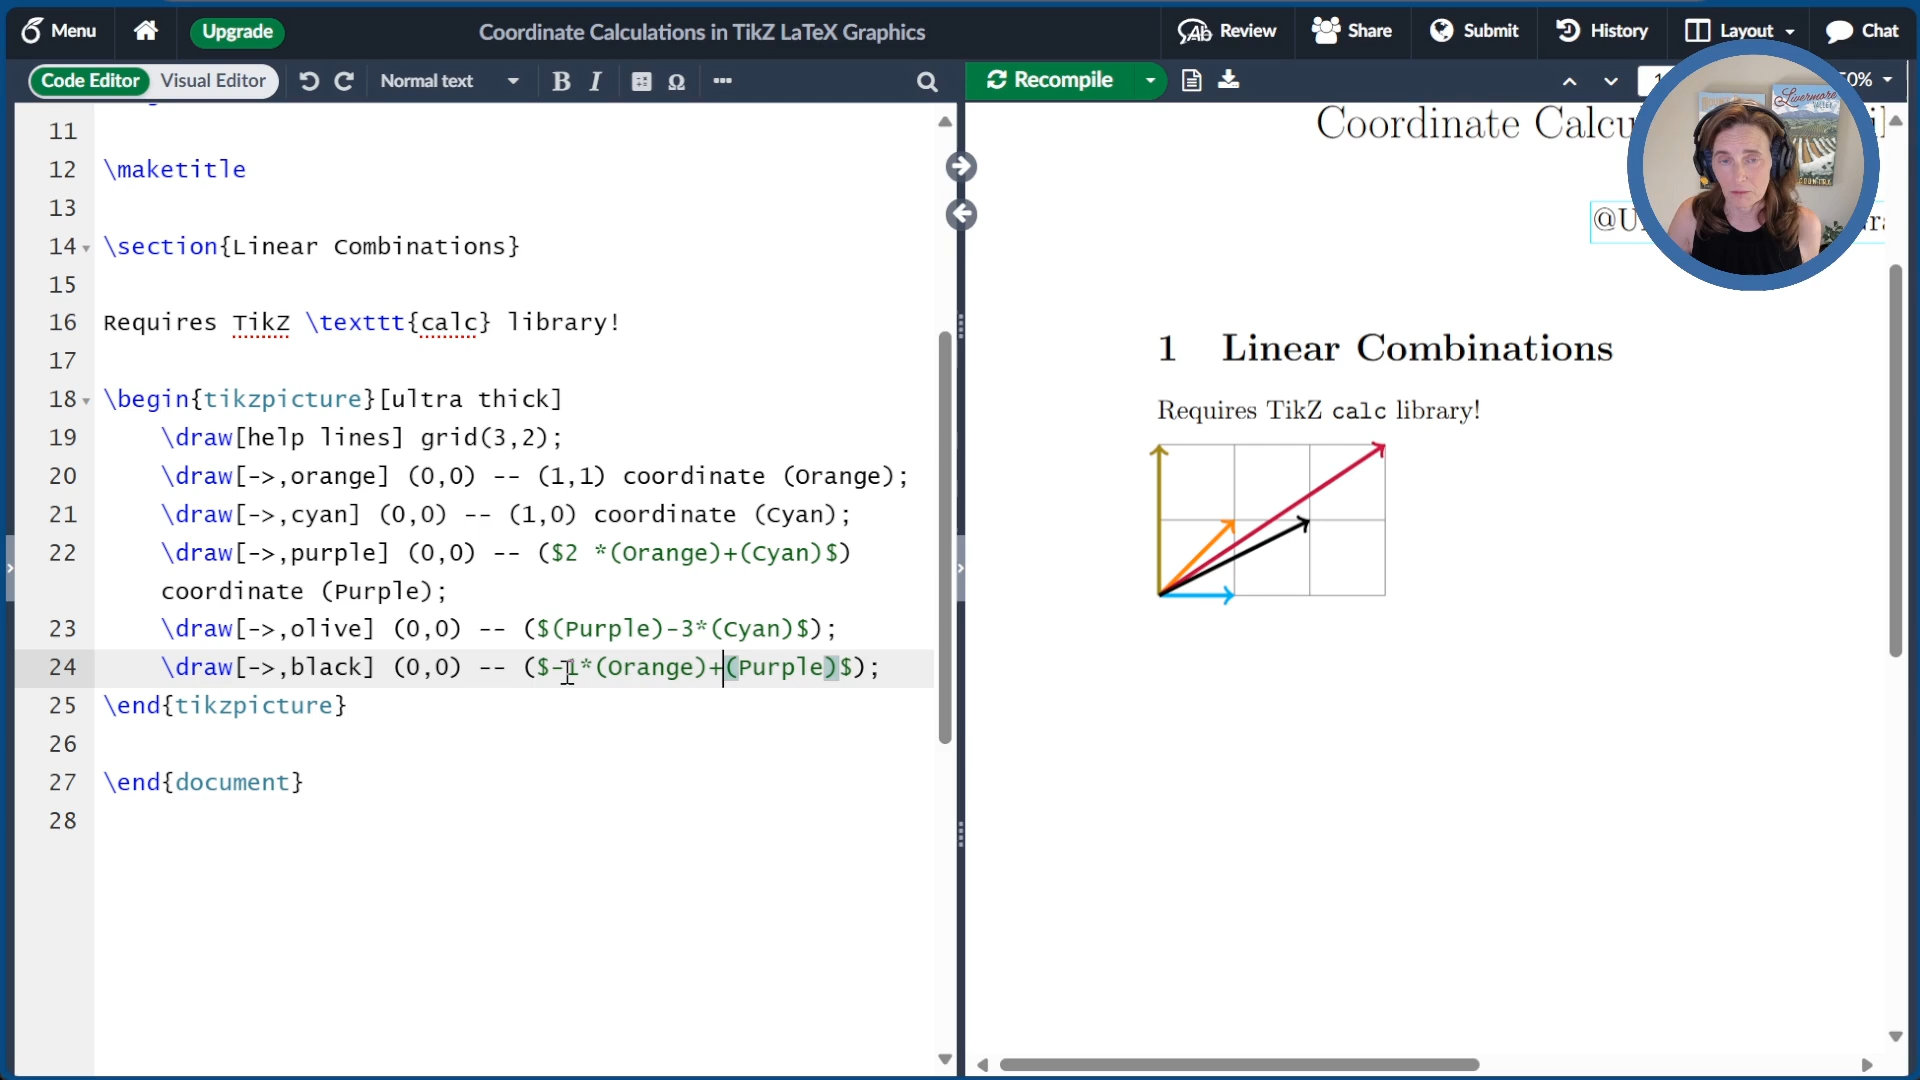 Menu
Upgrade
Coordinate Calculations in TikZ LaTeX Graphics
Review
Share
Submit
History
Layout
Chat
Code Editor
Visual Editor
Normal text
B I Ω
Recompile
0%
11
12 \maketitle
13
14 \section{Linear Combinations}
15
16 Requires TikZ \texttt{calc} library!
17
18 \begin{tikzpicture}[ultra thick]
19 \draw[help lines] grid(3,2);
20 \draw[->,orange] (0,0) -- (1,1) coordinate (Orange);
21 \draw[->,cyan] (0,0) -- (1,0) coordinate (Cyan);
22 \draw[->,purple] (0,0) -- ($2 *(Orange)+(Cyan)$)
coordinate (Purple);
23 \draw[->,olive] (0,0) -- ($(Purple)-3*(Cyan)$);
24 \draw[->,black] (0,0) -- ($-1*(Orange)+(Purple)$);
25 \end{tikzpicture}
26
27 \end{document}
28
Coordinate Calcu
@U
1 Linear Combinations
Requires TikZ calc library!
Livermore